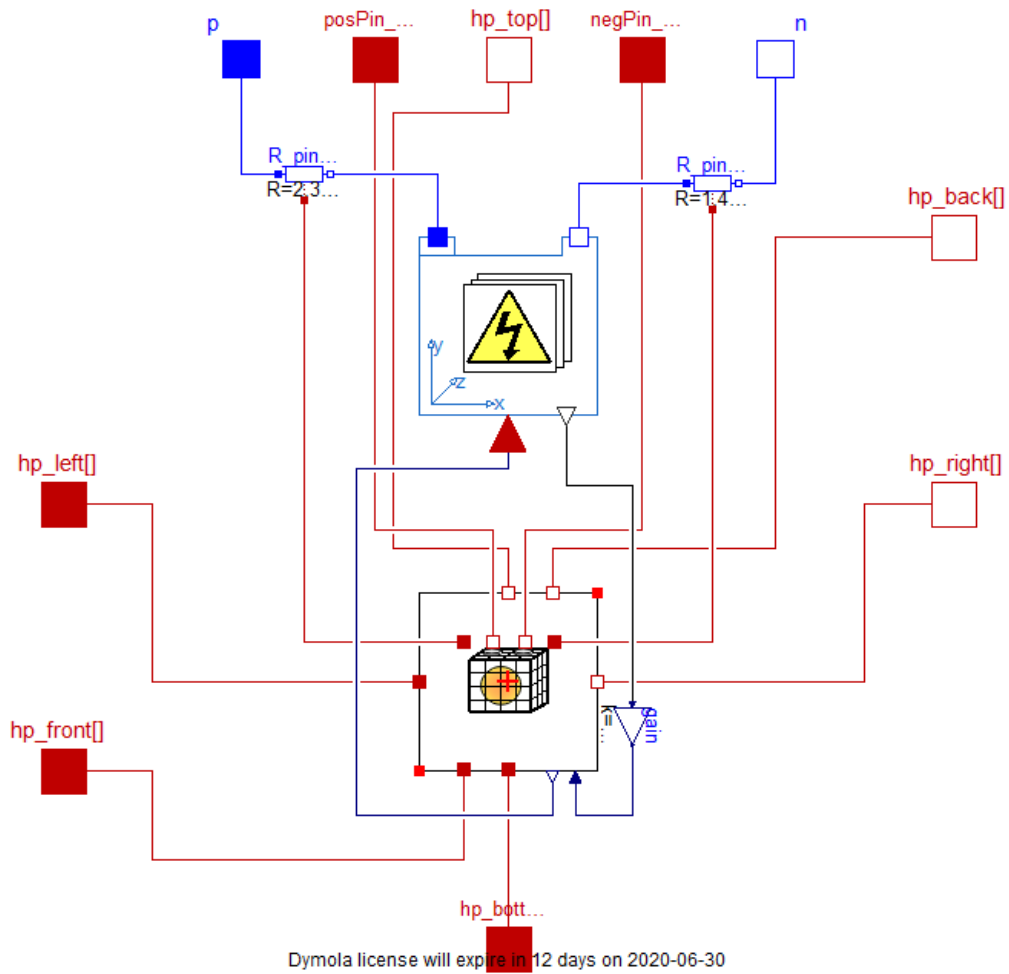 p
posPin_...
hp_top[]
negPin_...
n
R_pin...
R=2.3...
R_pin...
R=1.4...
hp_back[]
y
z
x
hp_left[]
hp_right[]
gain
k=...
hp_front[]
hp_bott...
Dymola license will expire in 12 days on 2020-06-30